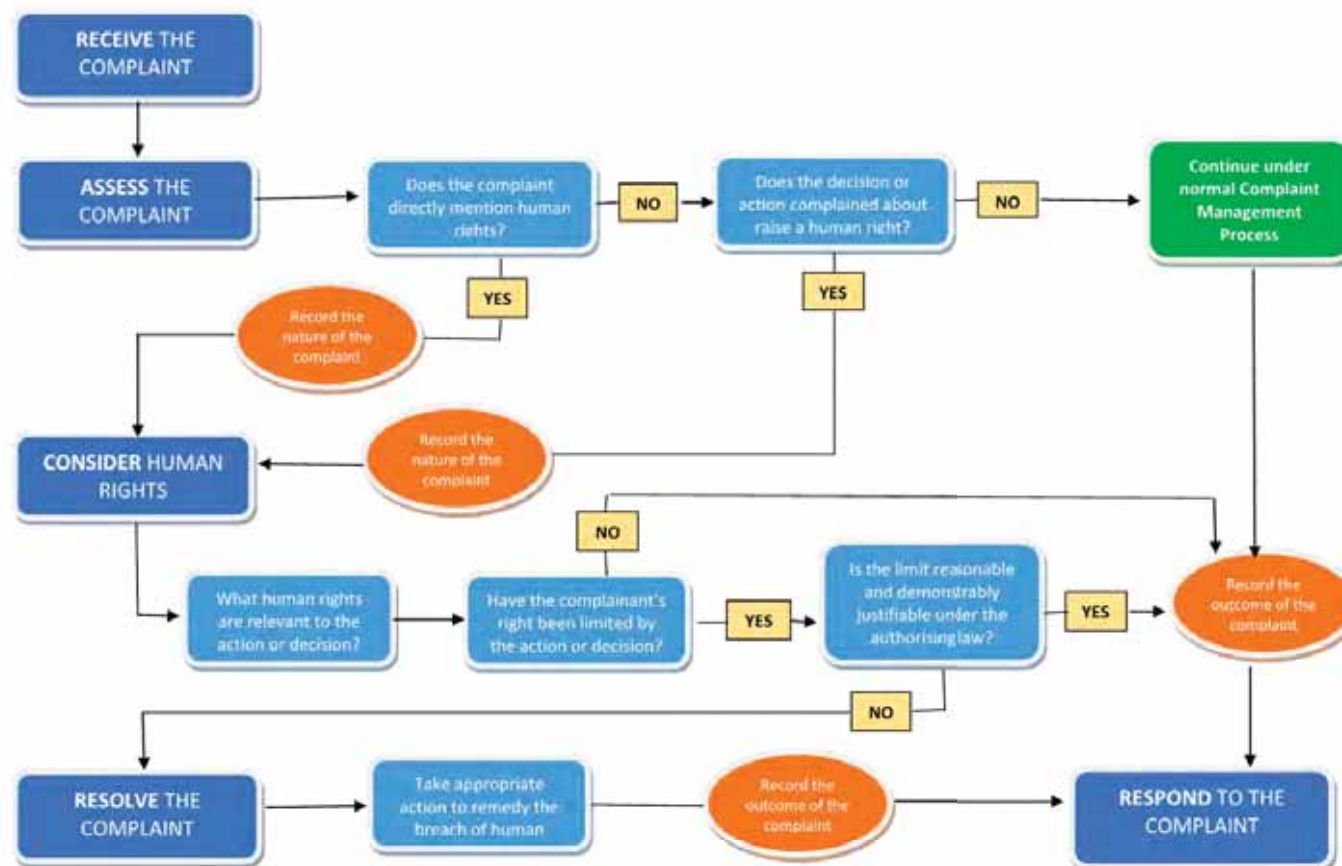 RECEIVE THE
COMPLAINT
ASSESS THE
COMPLAINT
Does the complaint
directly mention human
rights?
NO
Does the decision or
action complained about
raise a human right?
NO
Continue under
normal Complaint
Management
Process
YES
YES
Record the
nature of the
complaint
Record the
nature of the
complaint
CONSIDER HUMAN
RIGHTS
NO
What human rights
are relevant to the
action or decision?
Have the complainant's
right been limited by
the action or decision?
YES
Is the limit reasonable
and demonstrably
justifiable under the
authorising law?
YES
Record the
outcome of the
complaint
NO
RESOLVE THE
COMPLAINT
Take appropriate
action to remedy the
breach of human
Record the
outcome of the
complaint
RESPOND TO THE
COMPLAINT